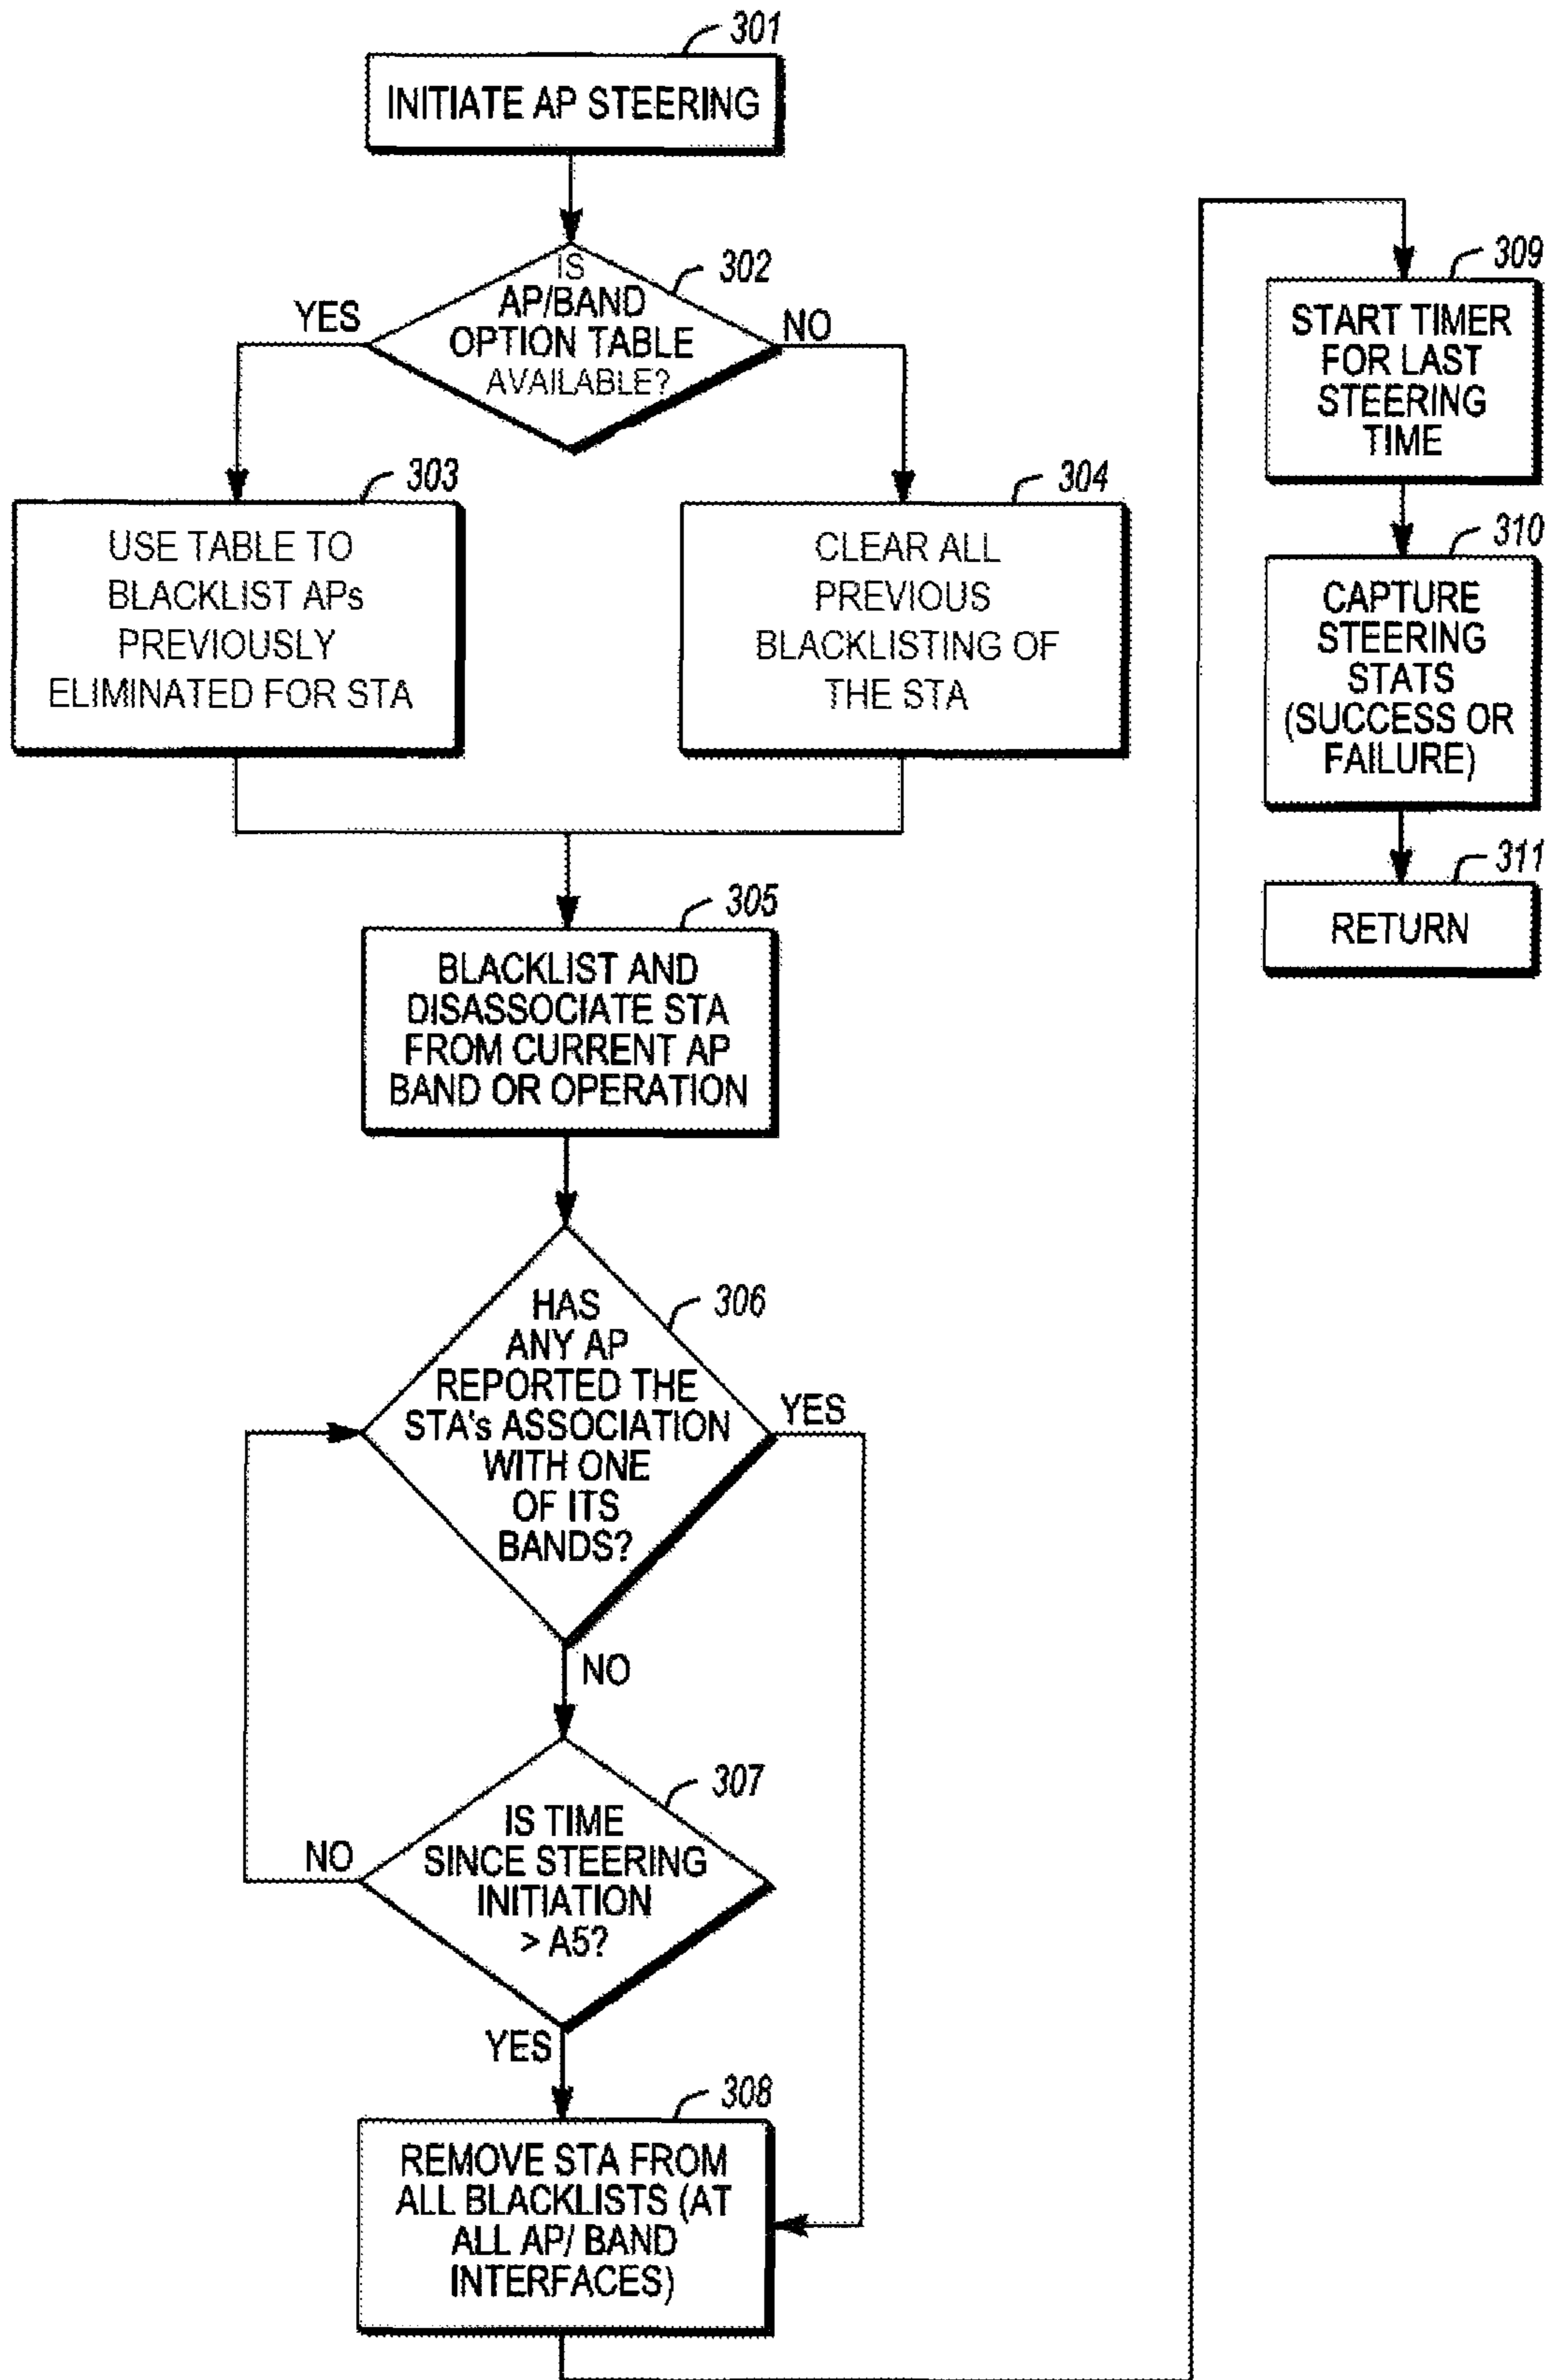 301
INITIATE AP STEERING
302
IS
AP/BAND
OPTION TABLE
AVAILABLE?
YES
NO
303
USE TABLE TO
BLACKLIST APs
PREVIOUSLY
ELIMINATED FOR STA
304
CLEAR ALL
PREVIOUS
BLACKLISTING OF
THE STA
305
BLACKLIST AND
DISASSOCIATE STA
FROM CURRENT AP
BAND OR OPERATION
306
HAS
ANY AP
REPORTED THE
STA's ASSOCIATION
WITH ONE
OF ITS
BANDS?
YES
NO
307
IS TIME
SINCE STEERING
INITIATION
> A5?
NO
YES
308
REMOVE STA FROM
ALL BLACKLISTS (AT
ALL AP/ BAND
INTERFACES)
309
START TIMER
FOR LAST
STEERING
TIME
310
CAPTURE
STEERING
STATS
(SUCCESS OR
FAILURE)
311
RETURN